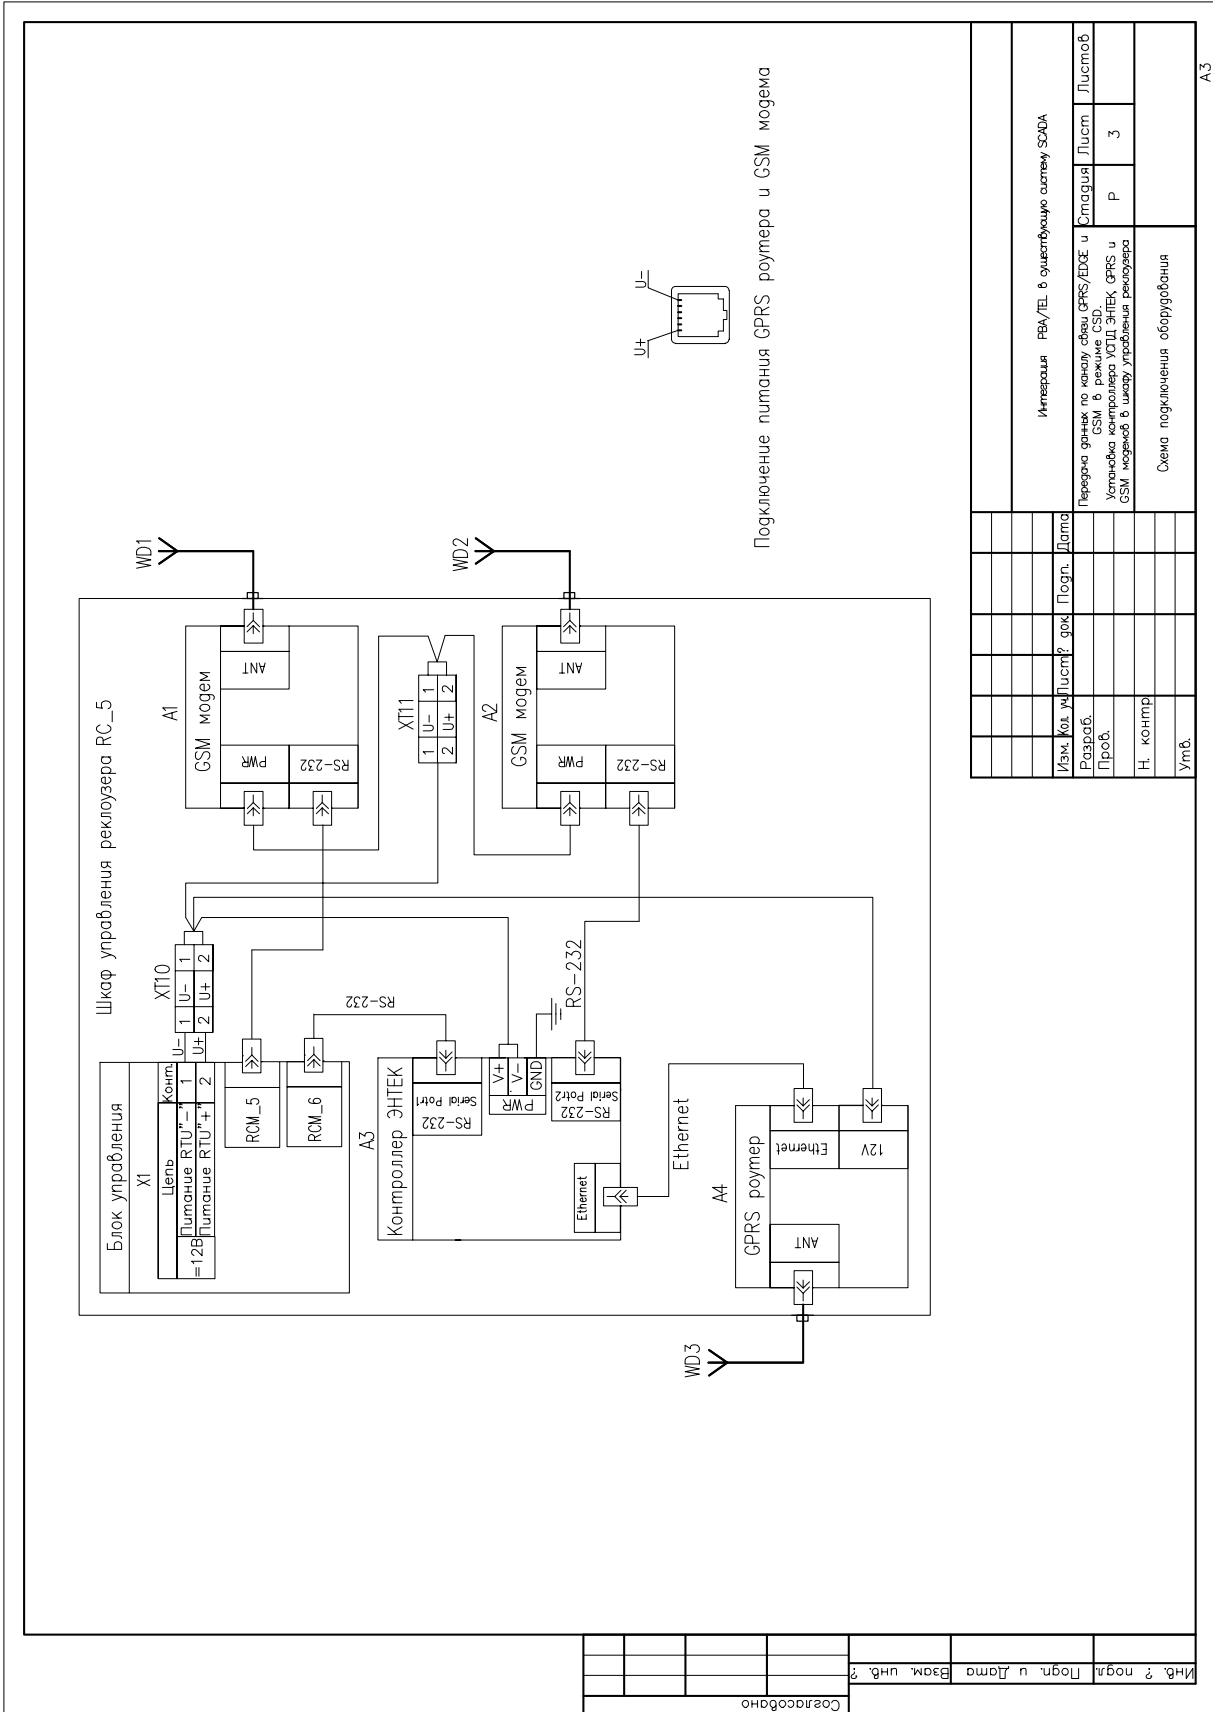 Шкаф управления реклоузера RC_5
Блок управления
X1
Цепь
Конт.
=12В
Питание RTU"-"
1
Питание RTU"+"
2
U-
U+
RCM_5
RCM_6
XT10
1
U-
1
2
U+
2
A1
GSM модем
PWR
RS-232
ANT
WD1
XT11
1
U-
1
2
U+
2
A2
GSM модем
PWR
RS-232
ANT
WD2
RS-232
A3
Контроллер ЭНТЕК
RS-232
Serial Potr1
PWR
V+
V-
GND
RS-232
Serial Potr2
RS-232
Ethernet
Ethernet
A4
GPRS роутер
Ethernet
12V
ANT
WD3
U+
U-
Подключение питания GPRS роутера и GSM модема
Интеграция РВА/TEL в существующую систему SCADA
Передача данных по каналу связи GPRS/EDGE и
GSM в режиме CSD.
Установка контроллера УСПД ЭНТЕК, GPRS и
GSM модемов в шкафу управления реклоузера
Стадия
Лист
Листов
Р
3
Схема подключения оборудования
Изм.
Кол. уч
Лист
? док
Подп.
Дата
Разраб.
Пров.
Н. контр
Утв.
А3
Согласовано
Взам. инв. ?
Подп. и Дата
Инв. ? подл.